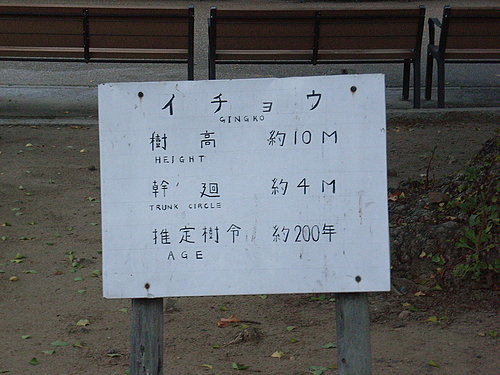 イチョウ
GINGKO
樹高 約10M
HEIGHT
幹廻 約4M
TRUNK CIRCLE
推定樹令 約200年
AGE